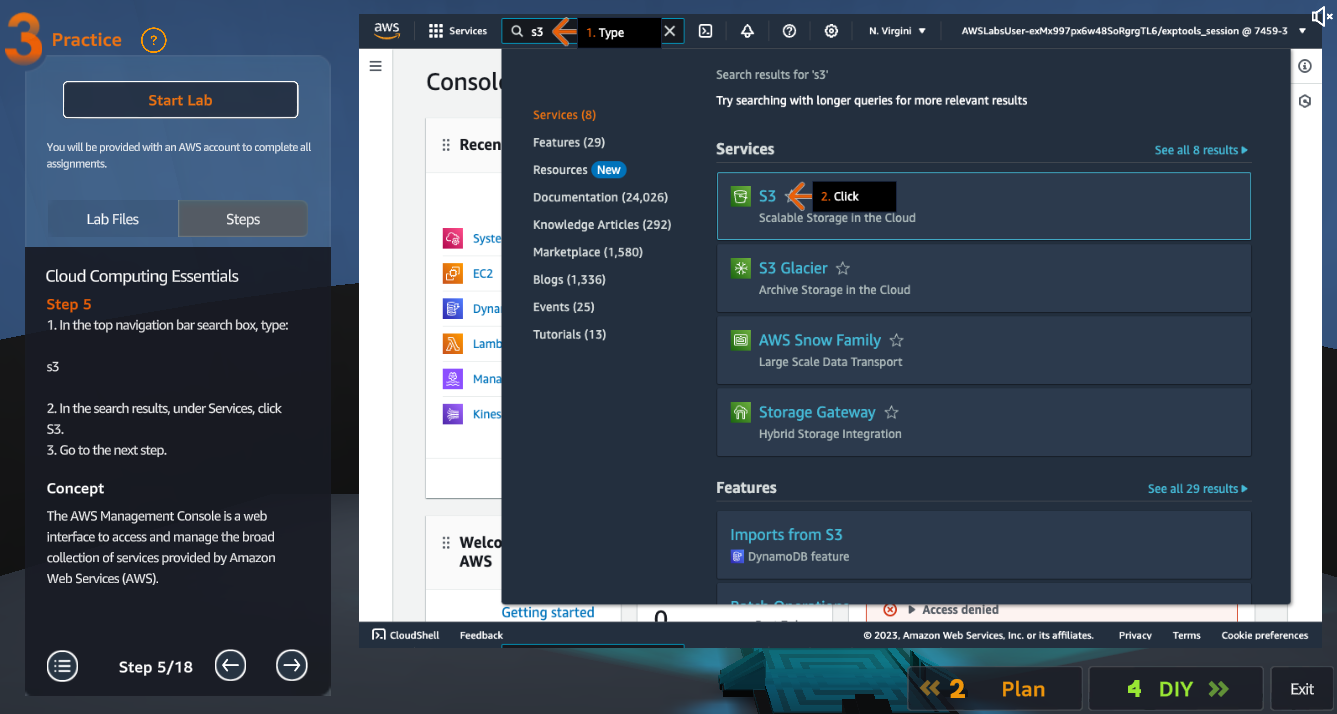 3 Practice ?
Start Lab
You will be provided with an AWS account to complete all
assignments.
Lab Files
Steps
Cloud Computing Essentials
Step 5
1. In the top navigation bar search box, type:
s3
2. In the search results, under Services, click
S3.
3. Go to the next step.
Concept
The AWS Management Console is a web
interface to access and manage the broad
collection of services provided by Amazon
Web Services (AWS).
Step 5/18
aws
Services
s3
1. Type
N. Virgini
AWSLabsUser-exMx997px6w48SoRgrgTL6/exptools_session @ 7459-3
Console
Recen
Syste
EC2
Dyna
Lamb
Mana
Kines
Welco
AWS
Getting started
Services (8)
Features (29)
Resources New
Documentation (24,026)
Knowledge Articles (292)
Marketplace (1,580)
Blogs (1,336)
Events (25)
Tutorials (13)
Search results for 's3'
Try searching with longer queries for more relevant results
Services
See all 8 results
S3
2. Click
Scalable Storage in the Cloud
S3 Glacier
Archive Storage in the Cloud
AWS Snow Family
Large Scale Data Transport
Storage Gateway
Hybrid Storage Integration
Features
See all 29 results
Imports from S3
DynamoDB feature
Batch Operations
0
Access denied
CloudShell
Feedback
© 2023, Amazon Web Services, Inc. or its affiliates.
Privacy
Terms
Cookie preferences
2 Plan
4 DIY
Exit